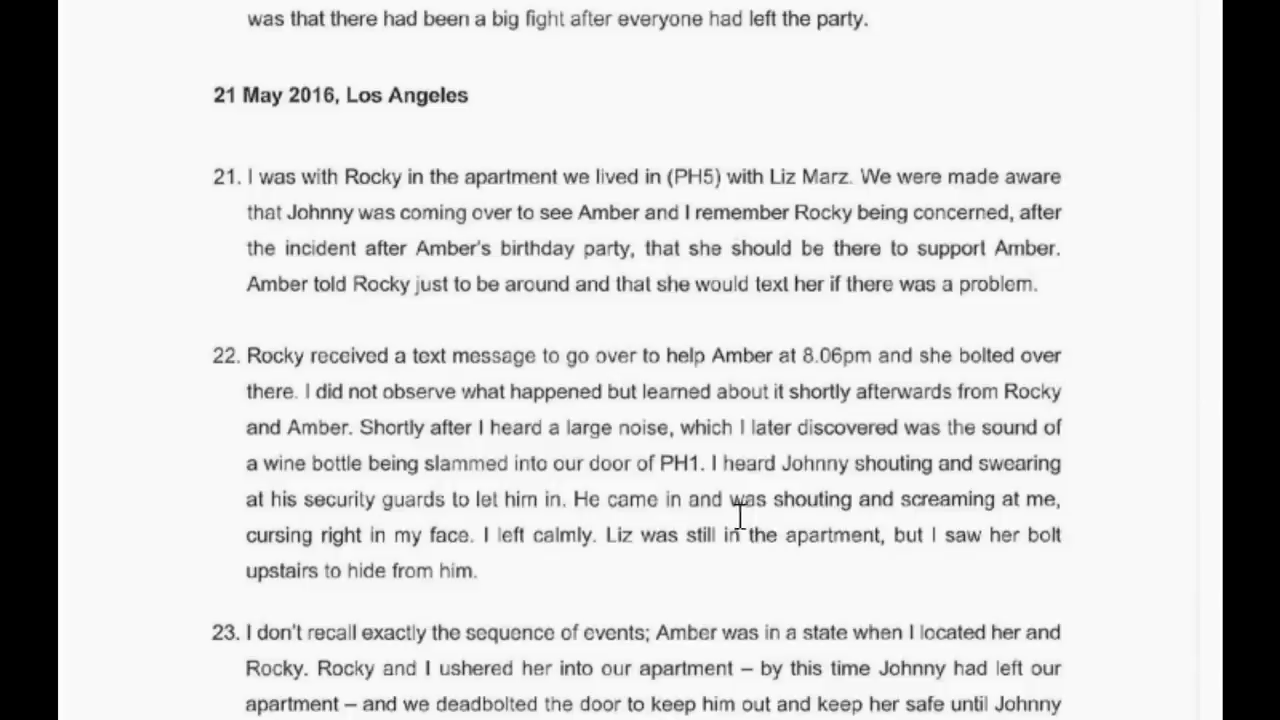 was that there had been a big fight after everyone had left the party.
21 May 2016, Los Angeles
21. I was with Rocky in the apartment we lived in (PH5) with Liz Marz. We were made aware
that Johnny was coming over to see Amber and I remember Rocky being concerned, after
the incident after Amber's birthday party, that she should be there to support Amber.
Amber told Rocky just to be around and that she would text her if there was a problem.
22. Rocky received a text message to go over to help Amber at 8.06pm and she bolted over
there. I did not observe what happened but learned about it shortly afterwards from Rocky
and Amber. Shortly after I heard a large noise, which I later discovered was the sound of
a wine bottle being slammed into our door of PH1. I heard Johnny shouting and swearing
at his security guards to let him in. He came in and was shouting and screaming at me,
cursing right in my face. I left calmly. Liz was still in the apartment, but I saw her bolt
upstairs to hide from him.
23. I don't recall exactly the sequence of events; Amber was in a state when I located her and
Rocky. Rocky and I ushered her into our apartment – by this time Johnny had left our
apartment – and we deadbolted the door to keep him out and keep her safe until Johnny